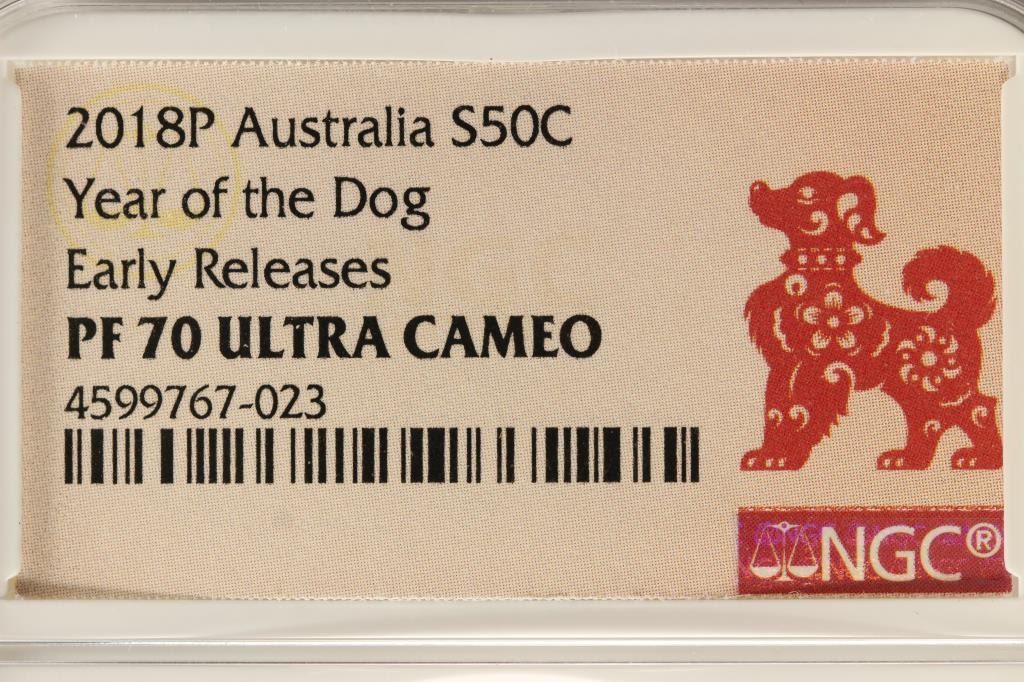 2018P Australia S50C
Year of the Dog
Early Releases
PF 70 ULTRA CAMEO
4599767-023
NGC®